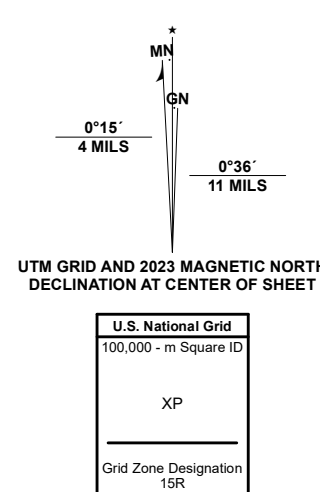 ★
MN
GN
0°15´
4 MILS
0°36´
11 MILS
UTM GRID AND 2023 MAGNETIC NORTH
DECLINATION AT CENTER OF SHEET
U.S. National Grid
100,000 - m Square ID
XP
Grid Zone Designation
15R